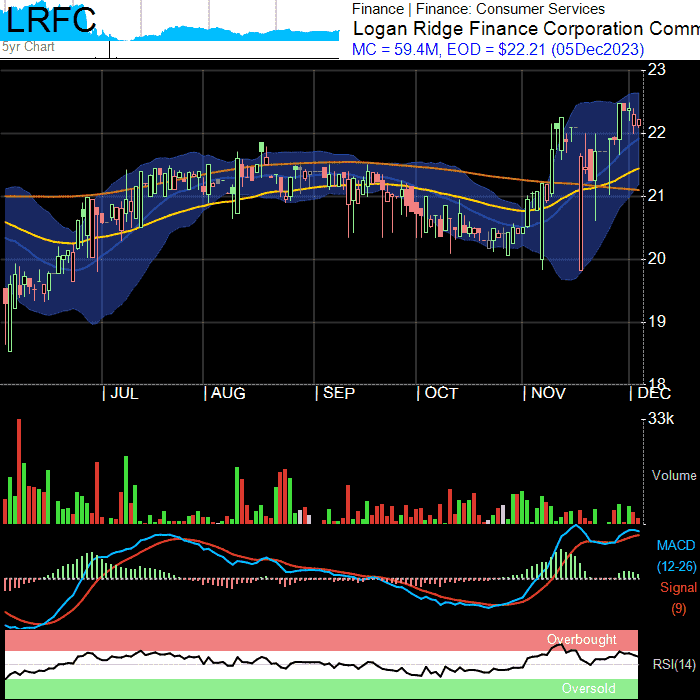 LRFC
5yr Chart
Finance | Finance: Consumer Services
Logan Ridge Finance Corporation Comm
MC = 59.4M, EOD = $22.21 (05Dec2023)
23
22
21
20
19
18
JUL AUG SEP OCT NOV DEC
33k
Volume
MACD
(12-26)
Signal
(9)
Overbought
RSI(14)
Oversold